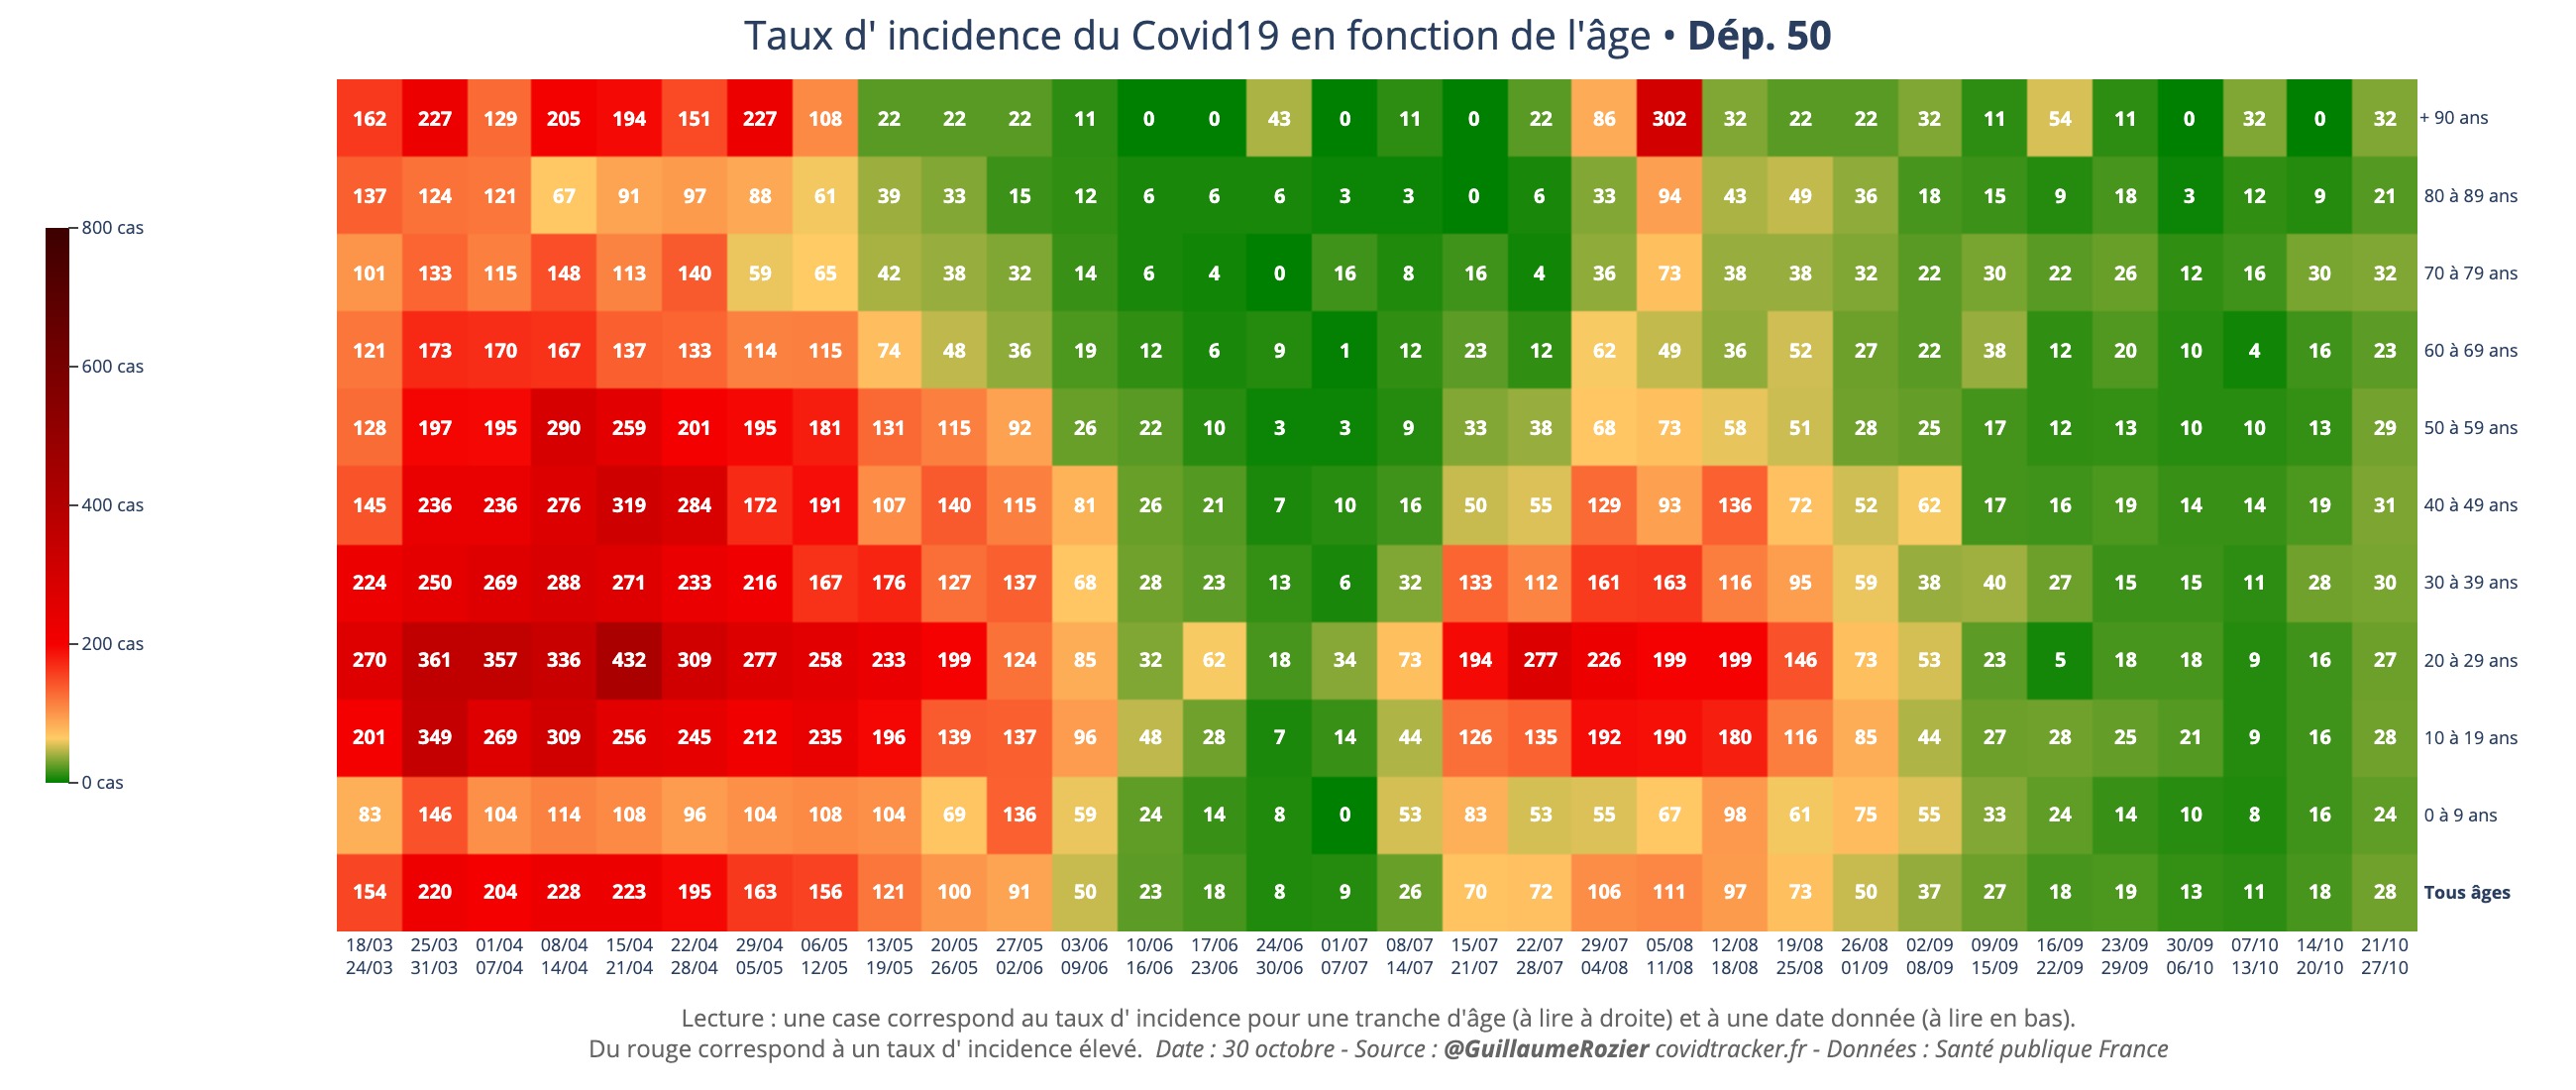 Taux d' incidence du Covid19 en fonction de l'âge • Dép. 50
800 cas
600 cas
400 cas
200 cas
0 cas
162 227 129 205 194 151 227 108 22 22 22 11 0 0 43 0 11 0 22 86 302 32 22 22 32 11 54 11 0 32 0 32 + 90 ans
137 124 121 67 91 97 88 61 39 33 15 12 6 6 6 3 3 0 6 33 94 43 49 36 18 15 9 18 3 12 9 21 80 à 89 ans
101 133 115 148 113 140 59 65 42 38 32 14 6 4 0 16 8 16 4 36 73 38 38 32 22 30 22 26 12 16 30 32 70 à 79 ans
121 173 170 167 137 133 114 115 74 48 36 19 12 6 9 1 12 23 12 62 49 36 52 27 22 38 12 20 10 4 16 23 60 à 69 ans
128 197 195 290 259 201 195 181 131 115 92 26 22 10 3 3 9 33 38 68 73 58 51 28 25 17 12 13 10 10 13 29 50 à 59 ans
145 236 236 276 319 284 172 191 107 140 115 81 26 21 7 10 16 50 55 129 93 136 72 52 62 17 16 19 14 14 19 31 40 à 49 ans
224 250 269 288 271 233 216 167 176 127 137 68 28 23 13 6 32 133 112 161 163 116 95 59 38 40 27 15 15 11 28 30 30 à 39 ans
270 361 357 336 432 309 277 258 233 199 124 85 32 62 18 34 73 194 277 226 199 199 146 73 53 23 5 18 18 9 16 27 20 à 29 ans
201 349 269 309 256 245 212 235 196 139 137 96 48 28 7 14 44 126 135 192 190 180 116 85 44 27 28 25 21 9 16 28 10 à 19 ans
83 146 104 114 108 96 104 108 104 69 136 59 24 14 8 0 53 83 53 55 67 98 61 75 55 33 24 14 10 8 16 24 0 à 9 ans
154 220 204 228 223 195 163 156 121 100 91 50 23 18 8 9 26 70 72 106 111 97 73 50 37 27 18 19 13 11 18 28 Tous âges
18/03 25/03 01/04 08/04 15/04 22/04 29/04 06/05 13/05 20/05 27/05 03/06 10/06 17/06 24/06 01/07 08/07 15/07 22/07 29/07 05/08 12/08 19/08 26/08 02/09 09/09 16/09 23/09 30/09 07/10 14/10 21/10
24/03 31/03 07/04 14/04 21/04 28/04 05/05 12/05 19/05 26/05 02/06 09/06 16/06 23/06 30/06 07/07 14/07 21/07 28/07 04/08 11/08 18/08 25/08 01/09 08/09 15/09 22/09 29/09 06/10 13/10 20/10 27/10
Lecture : une case correspond au taux d' incidence pour une tranche d'âge (à lire à droite) et à une date donnée (à lire en bas).
Du rouge correspond à un taux d' incidence élevé. Date : 30 octobre - Source : @GuillaumeRozier covidtracker.fr - Données : Santé publique France